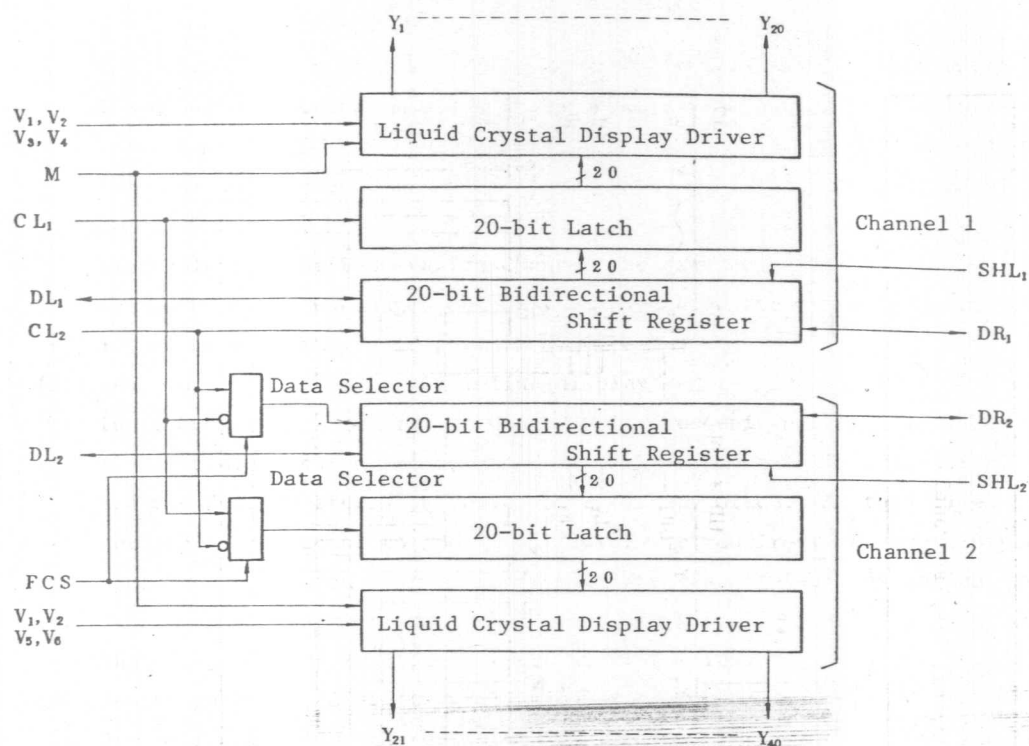 Y₁ Y₂₀
V₁, V₂
V₃, V₄
Liquid Crystal Display Driver
M
20
CL₁
20-bit Latch
Channel 1
20
SHL₁
DL₁
20-bit Bidirectional
Shift Register
CL₂
DR₁
Data Selector
20-bit Bidirectional
Shift Register
DR₂
DL₂
Data Selector
20
SHL₂
20-bit Latch
Channel 2
FCS
20
V₁, V₂
V₅, V₆
Liquid Crystal Display Driver
Y₂₁ Y₄₀